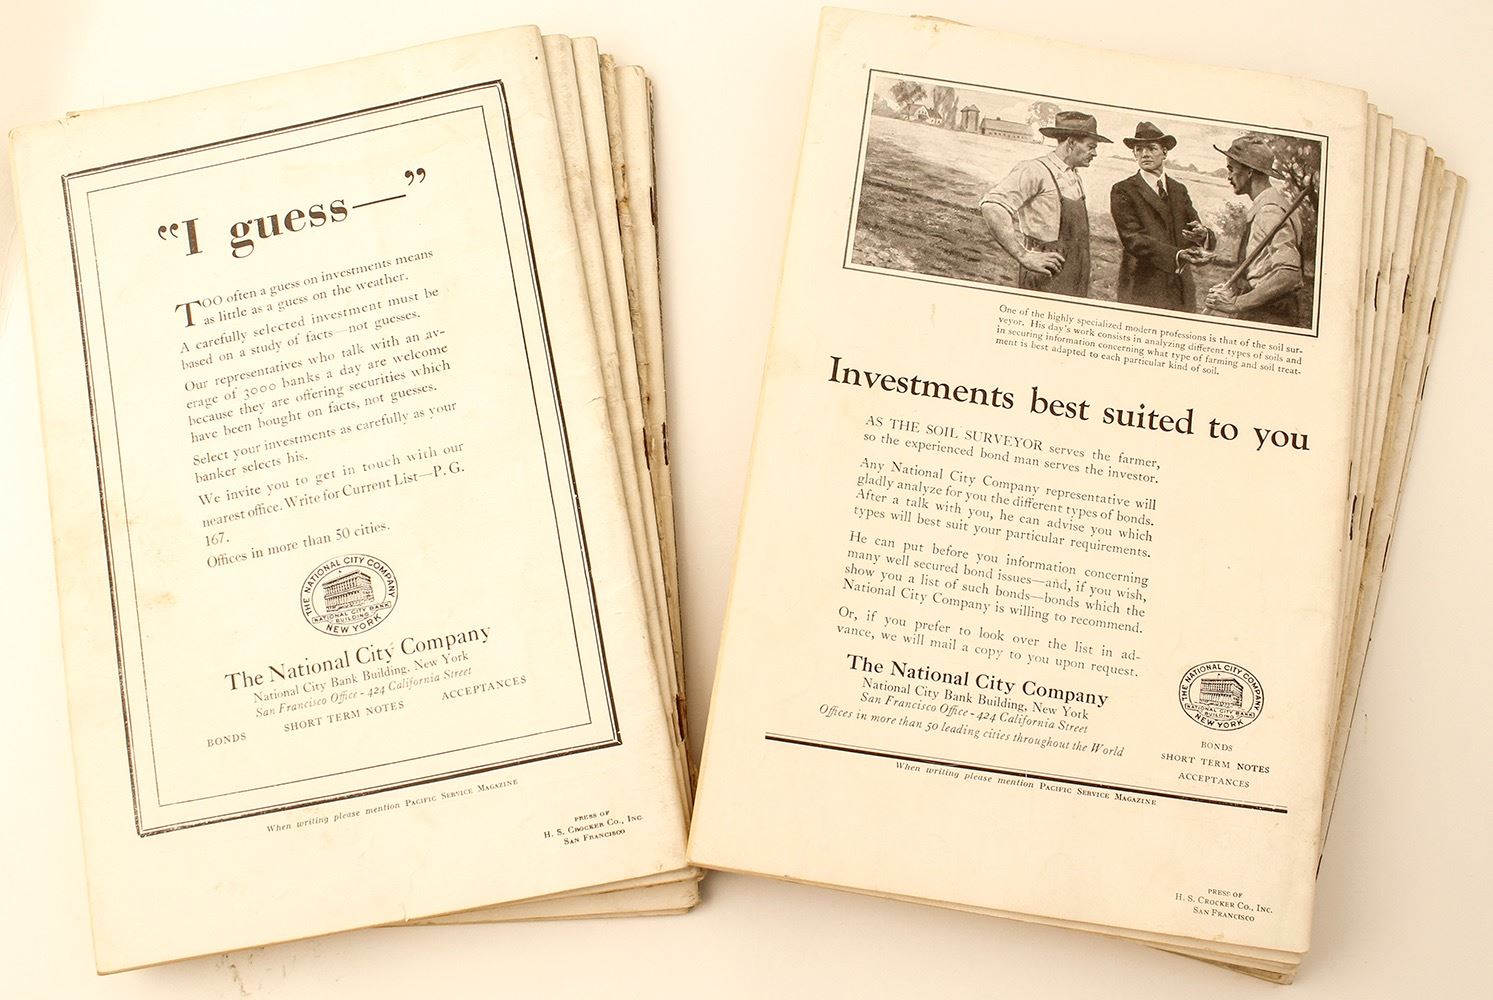 “I guess—”
TOO often a guess on investments means
as little as a guess on the weather.
A carefully selected investment must be
based on a study of facts—not guesses.
Our representatives who talk with an av-
erage of 3000 banks a day are welcome
because they are offering securities which
have been bought on facts, not guesses.
Select your investments as carefully as your
banker selects his.
We invite you to get in touch with our
nearest office. Write for Current List—P.G.
167.
Offices in more than 50 cities.
THE NATIONAL CITY COMPANY
NATIONAL CITY BANK
BUILDING
NEW YORK
The National City Company
National City Bank Building, New York
San Francisco Office - 424 California Street
BONDS SHORT TERM NOTES ACCEPTANCES
When writing please mention PACIFIC SERVICE MAGAZINE
PRESS OF
H. S. CROCKER CO., INC.
SAN FRANCISCO
One of the highly specialized modern professions is that of the soil sur-
veyor. His day's work consists in analyzing different types of soils and
in securing information concerning what type of farming and soil treat-
ment is best adapted to each particular kind of soil.
Investments best suited to you
AS THE SOIL SURVEYOR serves the farmer,
so the experienced bond man serves the investor.
Any National City Company representative will
gladly analyze for you the different types of bonds.
After a talk with you, he can advise you which
types will best suit your particular requirements.
He can put before you information concerning
many well secured bond issues—and, if you wish,
show you a list of such bonds—bonds which the
National City Company is willing to recommend.
Or, if you prefer to look over the list in ad-
vance, we will mail a copy to you upon request.
The National City Company
National City Bank Building, New York
San Francisco Office - 424 California Street
Offices in more than 50 leading cities throughout the World
THE NATIONAL CITY COMPANY
NATIONAL CITY BANK
BUILDING
NEW YORK
BONDS
SHORT TERM NOTES
ACCEPTANCES
When writing please mention PACIFIC SERVICE MAGAZINE
PRESS OF
H. S. CROCKER CO., INC.
SAN FRANCISCO